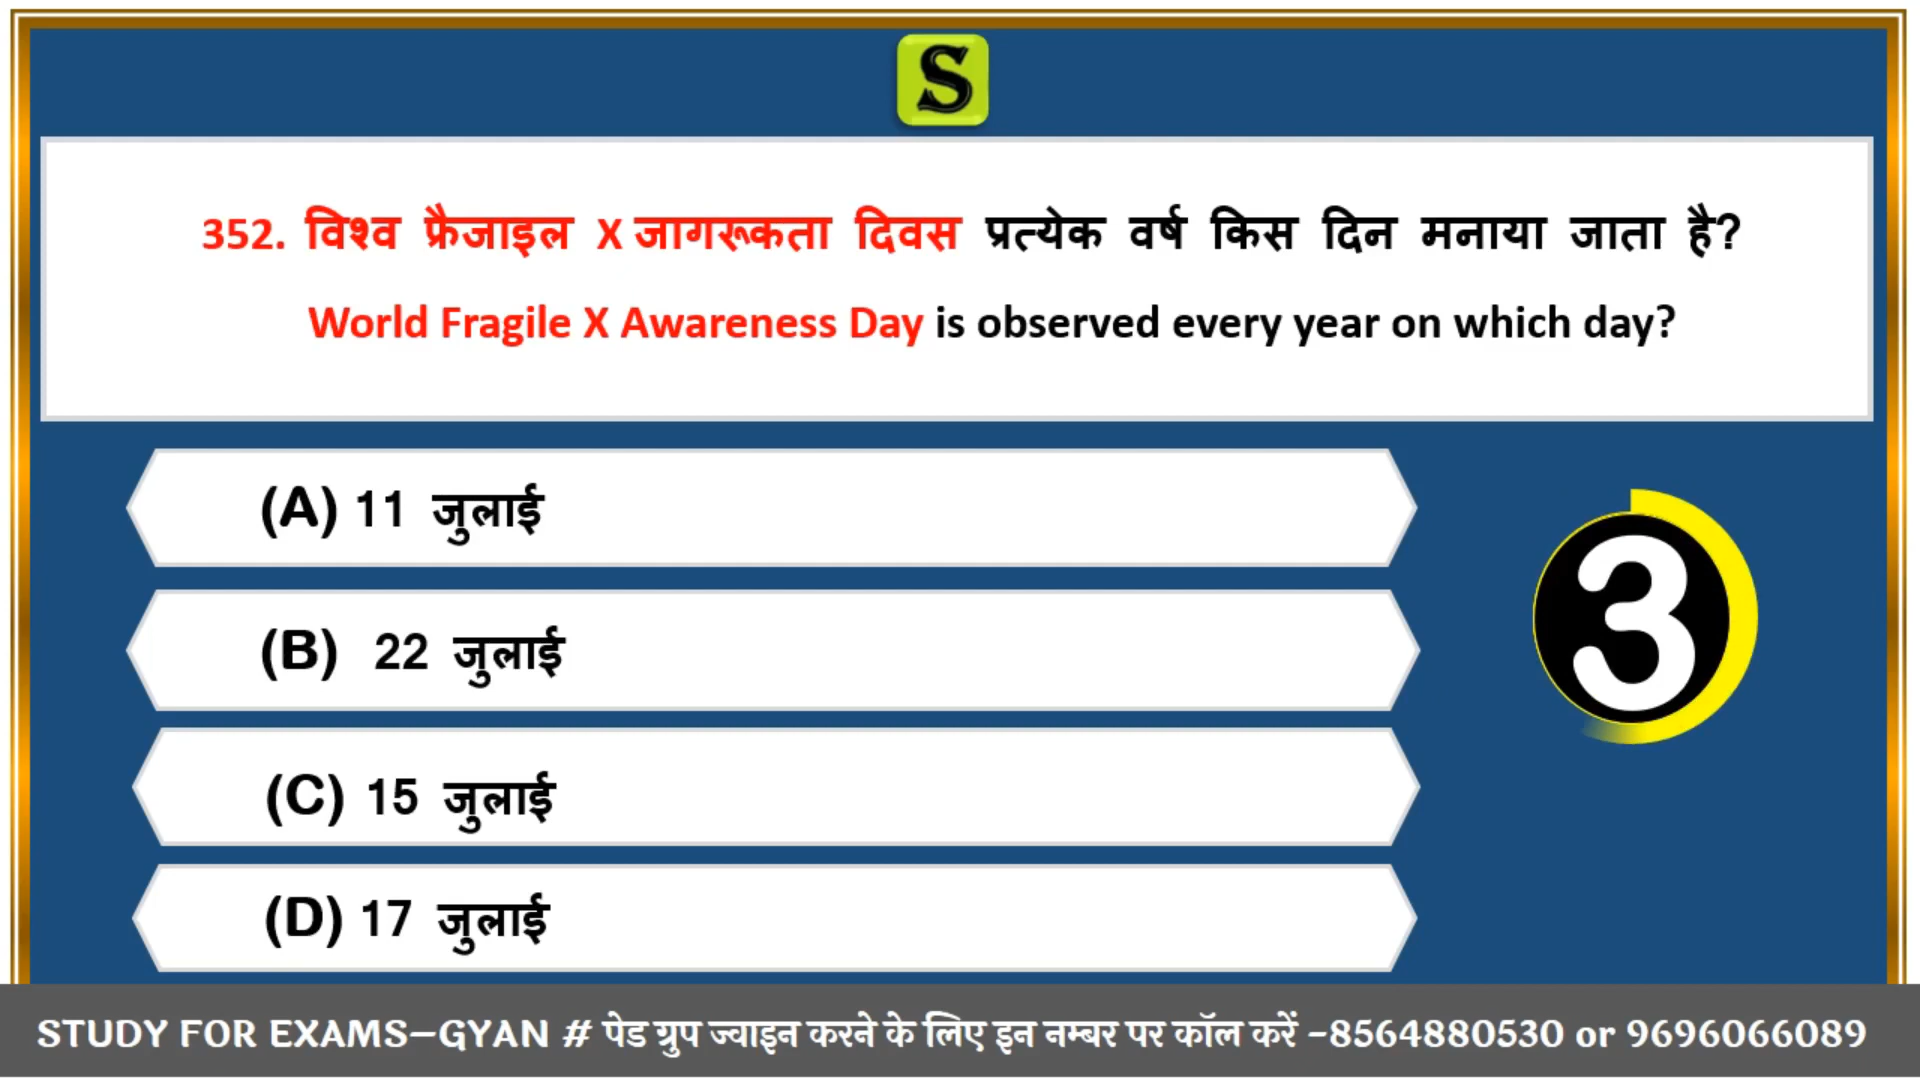 S
352. विश्व फ्रैजाइल X जागरूकता दिवस प्रत्येक वर्ष किस दिन मनाया जाता है?
World Fragile X Awareness Day is observed every year on which day?
(A) 11 जुलाई
(B) 22 जुलाई
3
(C) 15 जुलाई
(D) 17 जुलाई
STUDY FOR EXAMS–GYAN # पेड ग्रुप ज्वाइन करने के लिए इन नम्बर पर कॉल करें –8564880530 or 9696066089